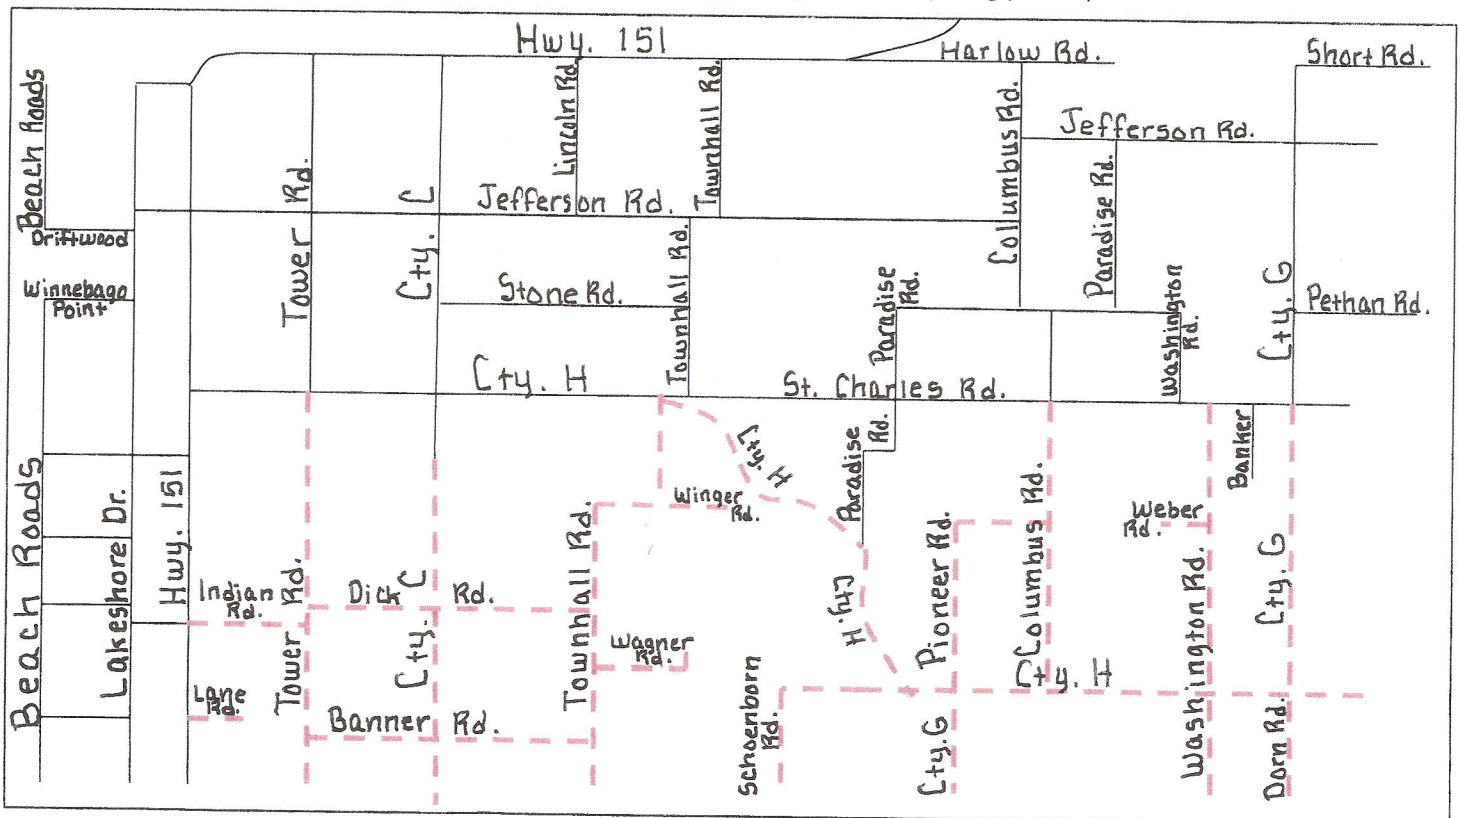 Hwy. 151
Harlow Rd.
Short Rd.
Beach Roads
Lincoln Rd.
Townhall Rd.
Columbus Rd.
Jefferson Rd.
Paradise Rd.
Tower Rd.
Cty. C
Jefferson Rd.
Driftwood
Winnebago
Point
Stone Rd.
Townhall Rd.
Paradise
Rd.
Washington
Rd.
Cty. G
Pethan Rd.
Cty. H
St. Charles Rd.
Cty. H
Paradise
Rd.
Banker
Beach Roads
Lakeshore Dr.
Hwy. 151
Winger
Rd.
Weber
Rd.
Indian
Rd.
Tower Rd.
Dick Rd.
Cty. C
Townhall Rd.
Wagner
Rd.
Cty. H
Pioneer Rd.
Columbus Rd.
Cty. H
Washington Rd.
Cty. G
Lane
Rd.
Banner Rd.
Schoenborn
Rd.
Cty. G
Dorn Rd.